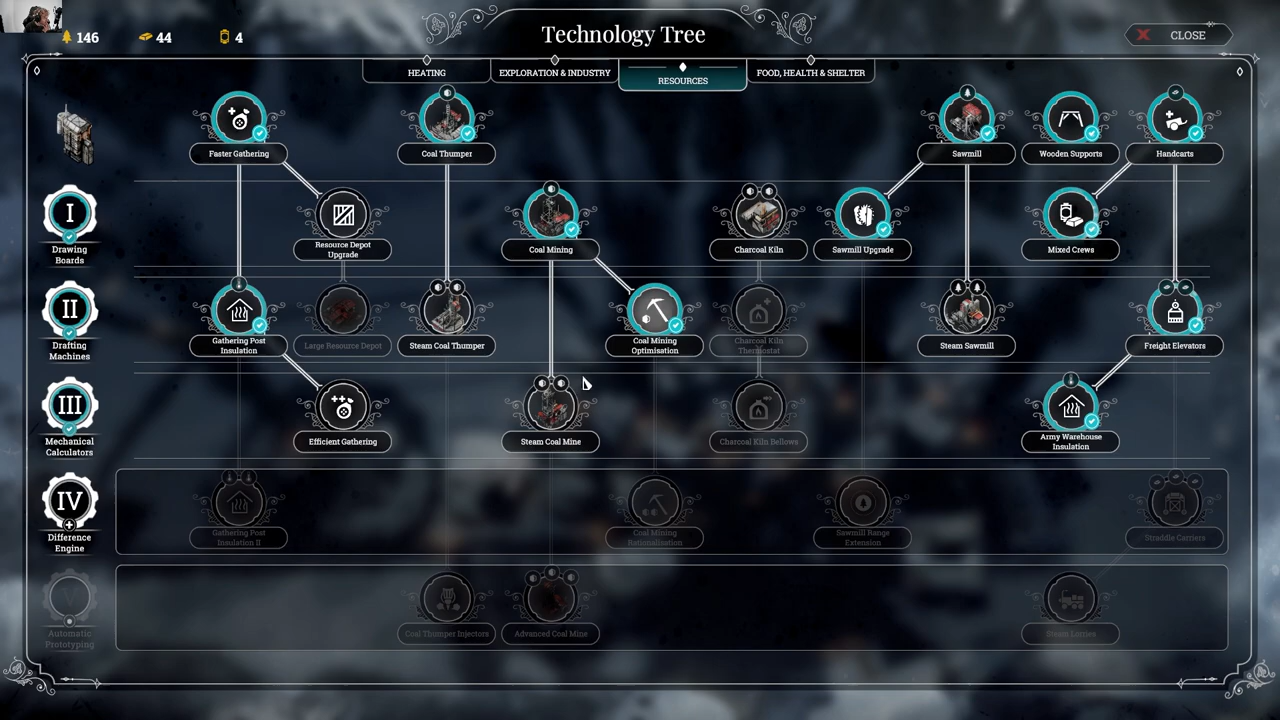 146 44 4
Technology Tree
CLOSE
HEATING
EXPLORATION & INDUSTRY
RESOURCES
FOOD, HEALTH & SHELTER
Faster Gathering
Coal Thumper
Sawmill
Wooden Supports
Handcarts
I
Drawing
Boards
Resource Depot
Upgrade
Coal Mining
Charcoal Kiln
Sawmill Upgrade
Mixed Crews
II
Drafting
Machines
Gathering Post
Insulation
Large Resource Depot
Steam Coal Thumper
Coal Mining
Optimisation
Charcoal Kiln
Thermostat
Steam Sawmill
Freight Elevators
III
Mechanical
Calculators
Efficient Gathering
Steam Coal Mine
Charcoal Kiln Bellows
Army Warehouse
Insulation
IV
Difference
Engine
Gathering Post
Insulation II
Coal Mining
Rationalisation
Sawmill Range
Extension
Straddle Carriers
V
Automatic
Prototyping
Coal Thumper Injectors
Advanced Coal Mine
Steam Lorries